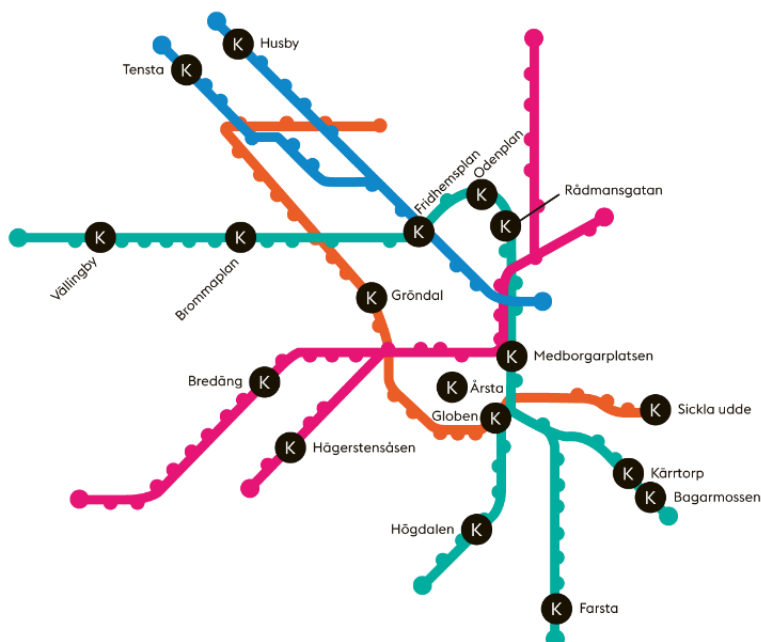 K Husby
Tensta K
Fridhemsplan
Odenplan
K
Rådmansgatan
K
K
K
Vällingby
K
Brommaplan
K Gröndal
K Medborgarplatsen
Bredäng K
K Årsta
Globen K
K Sickla udde
K Hägerstensåsen
K Kärrtorp
K Bagarmossen
Högdalen K
K Farsta